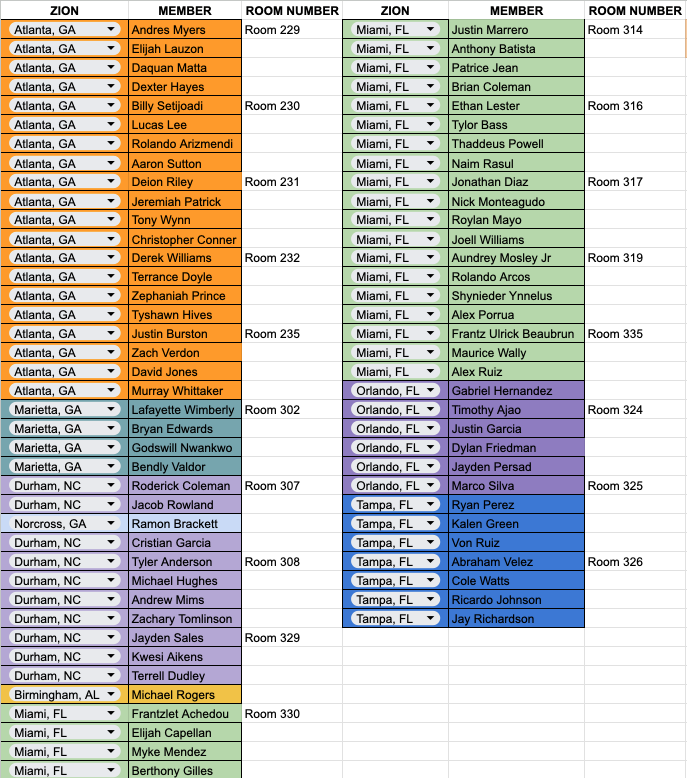 ZION MEMBER ROOM NUMBER ZION MEMBER ROOM NUMBER
Atlanta, GA Andres Myers Room 229 Miami, FL Justin Marrero Room 314
Atlanta, GA Elijah Lauzon Miami, FL Anthony Batista
Atlanta, GA Daquan Matta Miami, FL Patrice Jean
Atlanta, GA Dexter Hayes Miami, FL Brian Coleman
Atlanta, GA Billy Setijoadi Room 230 Miami, FL Ethan Lester Room 316
Atlanta, GA Lucas Lee Miami, FL Tylor Bass
Atlanta, GA Rolando Arizmendi Miami, FL Thaddeus Powell
Atlanta, GA Aaron Sutton Miami, FL Naim Rasul
Atlanta, GA Deion Riley Room 231 Miami, FL Jonathan Diaz Room 317
Atlanta, GA Jeremiah Patrick Miami, FL Nick Monteagudo
Atlanta, GA Tony Wynn Miami, FL Roylan Mayo
Atlanta, GA Christopher Conner Miami, FL Joell Williams
Atlanta, GA Derek Williams Room 232 Miami, FL Aundrey Mosley Jr Room 319
Atlanta, GA Terrance Doyle Miami, FL Rolando Arcos
Atlanta, GA Zephaniah Prince Miami, FL Shynieder Ynnelus
Atlanta, GA Tyshawn Hives Miami, FL Alex Porrua
Atlanta, GA Justin Burston Room 235 Miami, FL Frantz Ulrick Beaubrun Room 335
Atlanta, GA Zach Verdon Miami, FL Maurice Wally
Atlanta, GA David Jones Miami, FL Alex Ruiz
Atlanta, GA Murray Whittaker Orlando, FL Gabriel Hernandez
Marietta, GA Lafayette Wimberly Room 302 Orlando, FL Timothy Ajao Room 324
Marietta, GA Bryan Edwards Orlando, FL Justin Garcia
Marietta, GA Godswill Nwankwo Orlando, FL Dylan Friedman
Marietta, GA Bendly Valdor Orlando, FL Jayden Persad
Durham, NC Roderick Coleman Room 307 Orlando, FL Marco Silva Room 325
Durham, NC Jacob Rowland Tampa, FL Ryan Perez
Norcross, GA Ramon Brackett Tampa, FL Kalen Green
Durham, NC Cristian Garcia Tampa, FL Von Ruiz
Durham, NC Tyler Anderson Room 308 Tampa, FL Abraham Velez Room 326
Durham, NC Michael Hughes Tampa, FL Cole Watts
Durham, NC Andrew Mims Tampa, FL Ricardo Johnson
Durham, NC Zachary Tomlinson Tampa, FL Jay Richardson
Durham, NC Jayden Sales Room 329
Durham, NC Kwesi Aikens
Durham, NC Terrell Dudley
Birmingham, AL Michael Rogers
Miami, FL Frantzlet Achedou Room 330
Miami, FL Elijah Capellan
Miami, FL Myke Mendez
Miami, FL Berthony Gilles